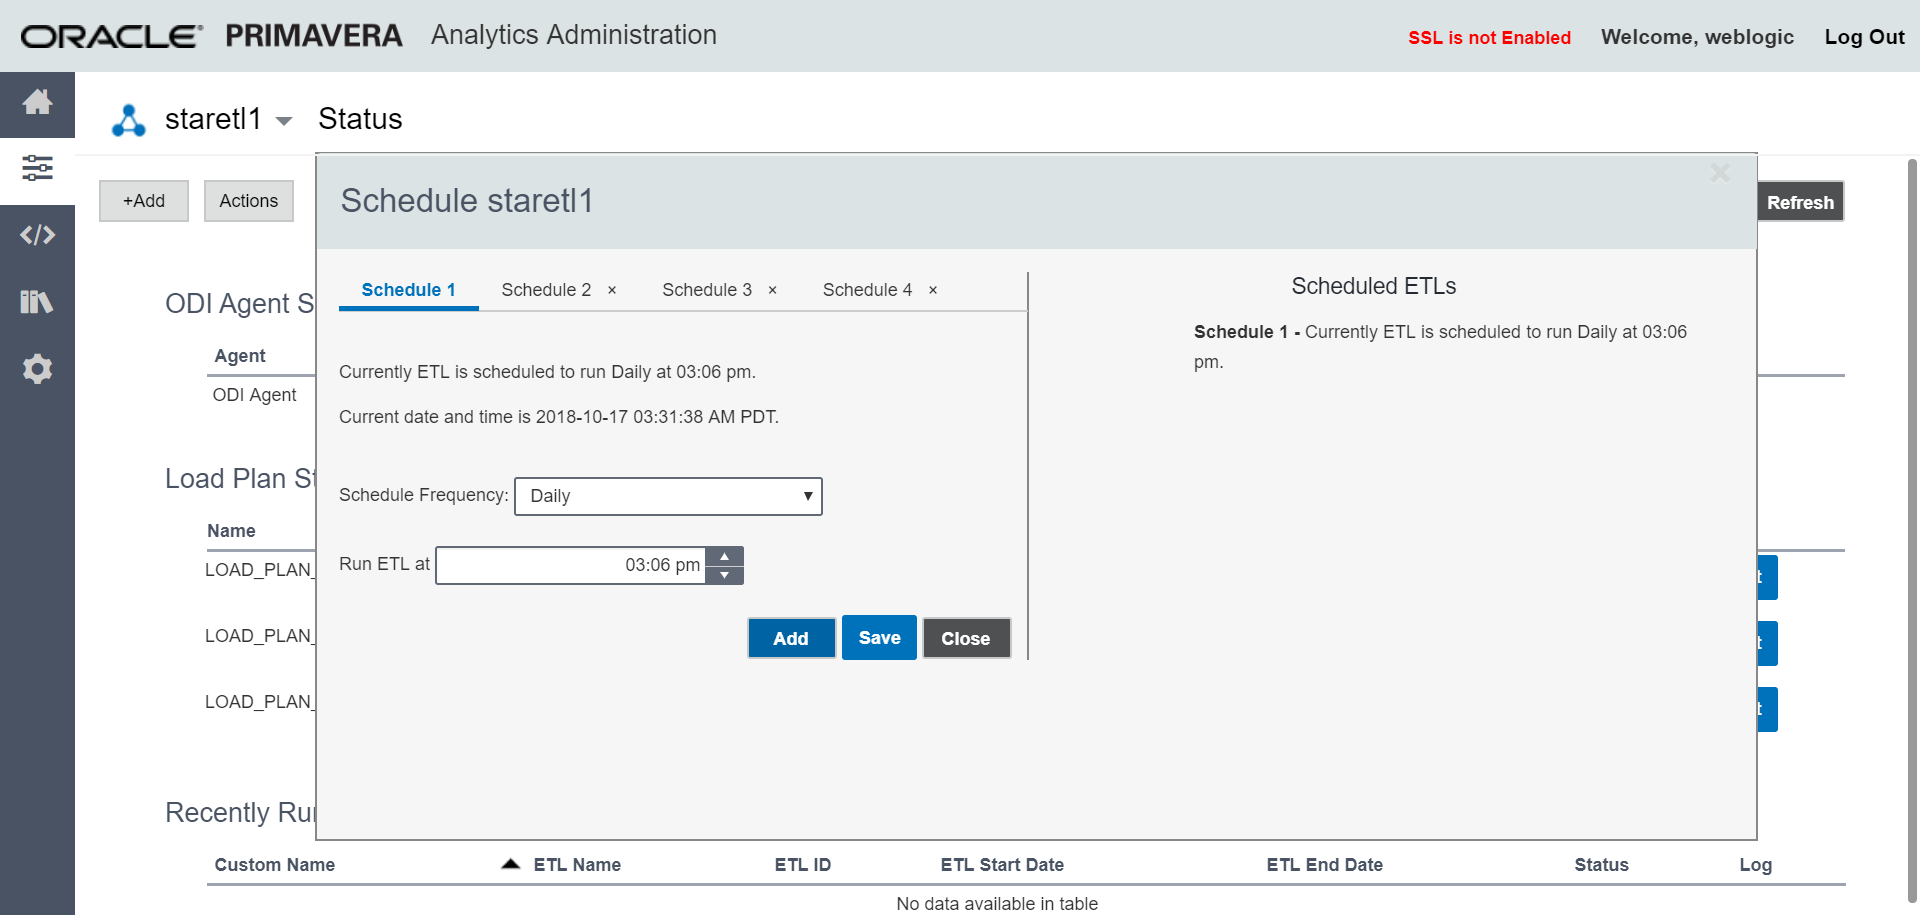 ORACLE PRIMAVERA Analytics Administration
SSL is not Enabled Welcome, weblogic Log Out
staretl1 Status
+Add Actions Refresh
Schedule staretl1
Schedule 1 Schedule 2 × Schedule 3 × Schedule 4 ×
Currently ETL is scheduled to run Daily at 03:06 pm.
Current date and time is 2018-10-17 03:31:38 AM PDT.
Schedule Frequency: Daily
Run ETL at 03:06 pm
Add Save Close
Scheduled ETLs
Schedule 1 - Currently ETL is scheduled to run Daily at 03:06
pm.
ODI Agent S
Agent
ODI Agent
Load Plan St
Name
LOAD_PLAN_ t
LOAD_PLAN_ t
LOAD_PLAN_ t
Recently Ru
Custom Name ETL Name ETL ID ETL Start Date ETL End Date Status Log
No data available in table